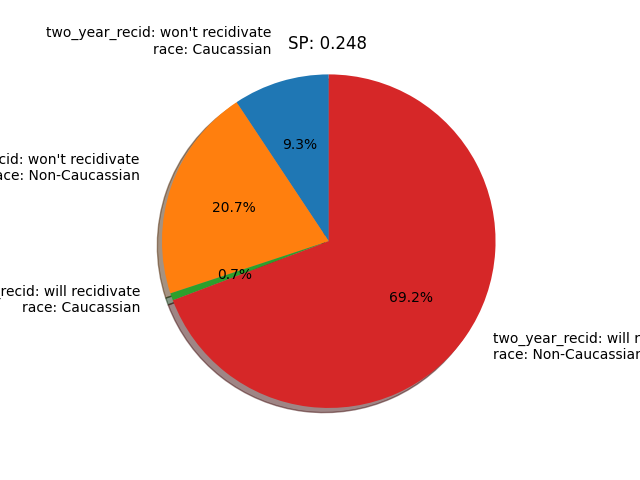 two_year_recid: won't recidivate
race: Caucassian
SP: 0.248
9.3%
cid: won't recidivate
ace: Non-Caucassian
20.7%
0.7%
recid: will recidivate
race: Caucassian
69.2%
two_year_recid: will r
race: Non-Caucassian